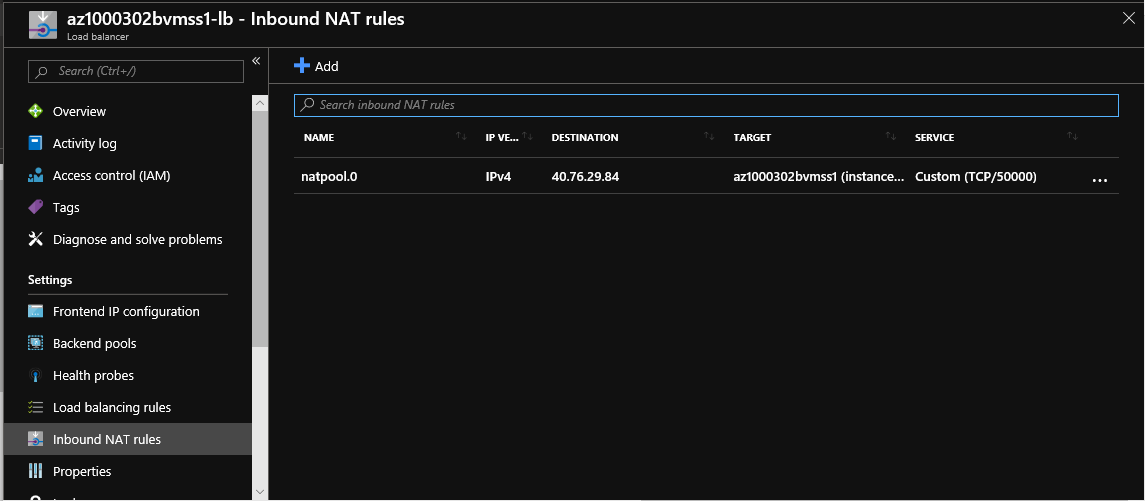 az1000302bvmss1-lb - Inbound NAT rules
Load balancer
Search (Ctrl+/)
«
Overview
Activity log
Access control (IAM)
Tags
Diagnose and solve problems
Settings
Frontend IP configuration
Backend pools
Health probes
Load balancing rules
Inbound NAT rules
Properties
Add
Search inbound NAT rules
NAME IP VE... DESTINATION TARGET SERVICE
natpool.0 IPv4 40.76.29.84 az1000302bvmss1 (instance... Custom (TCP/50000) ...